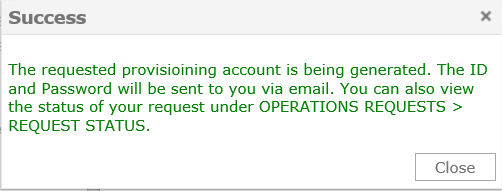 Success
The requested provisioining account is being generated. The ID
and Password will be sent to you via email. You can also view
the status of your request under OPERATIONS REQUESTS >
REQUEST STATUS.
Close